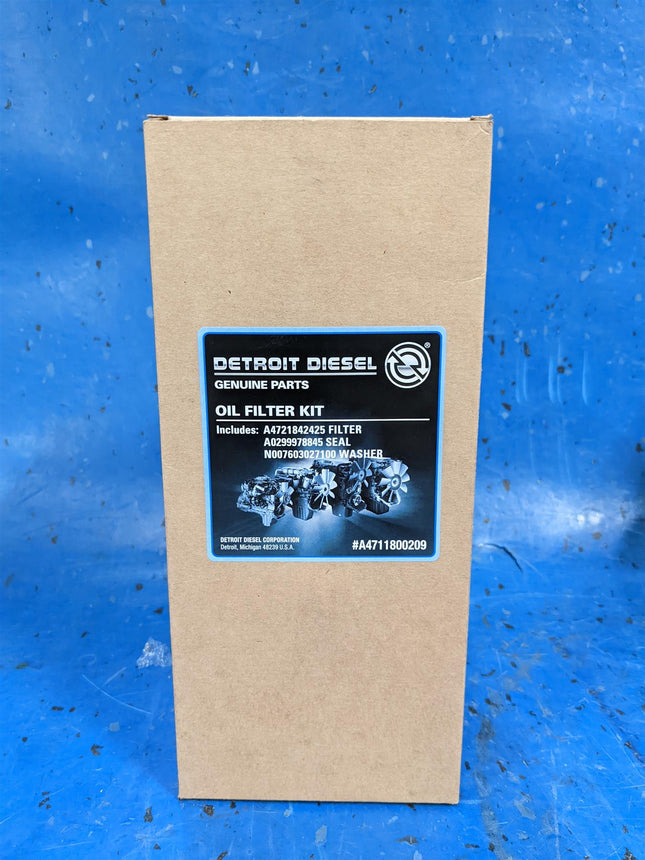 DETROIT DIESEL ®
GENUINE PARTS
OIL FILTER KIT
Includes: A4721842425 FILTER
A0299978845 SEAL
N007603027100 WASHER
DETROIT DIESEL CORPORATION
Detroit, Michigan 48239 U.S.A.
#A4711800209